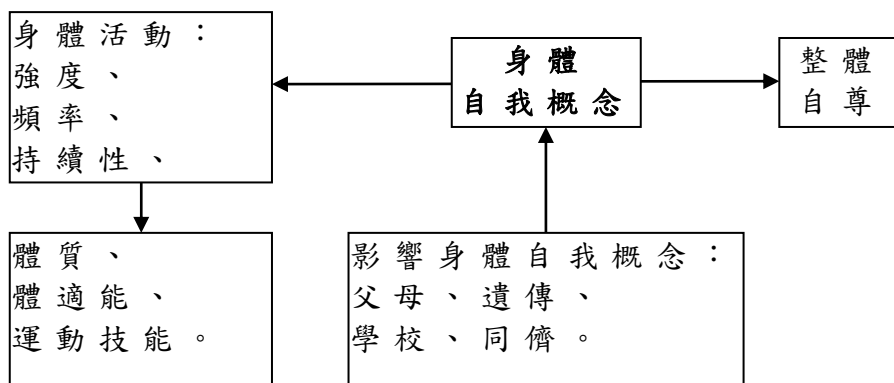 身體活動：
強度、
頻率、
持續性、
身體
自我概念
整體
自尊
體質、
體適能、
運動技能。
影響身體自我概念：
父母、遺傳、
學校、同儕。